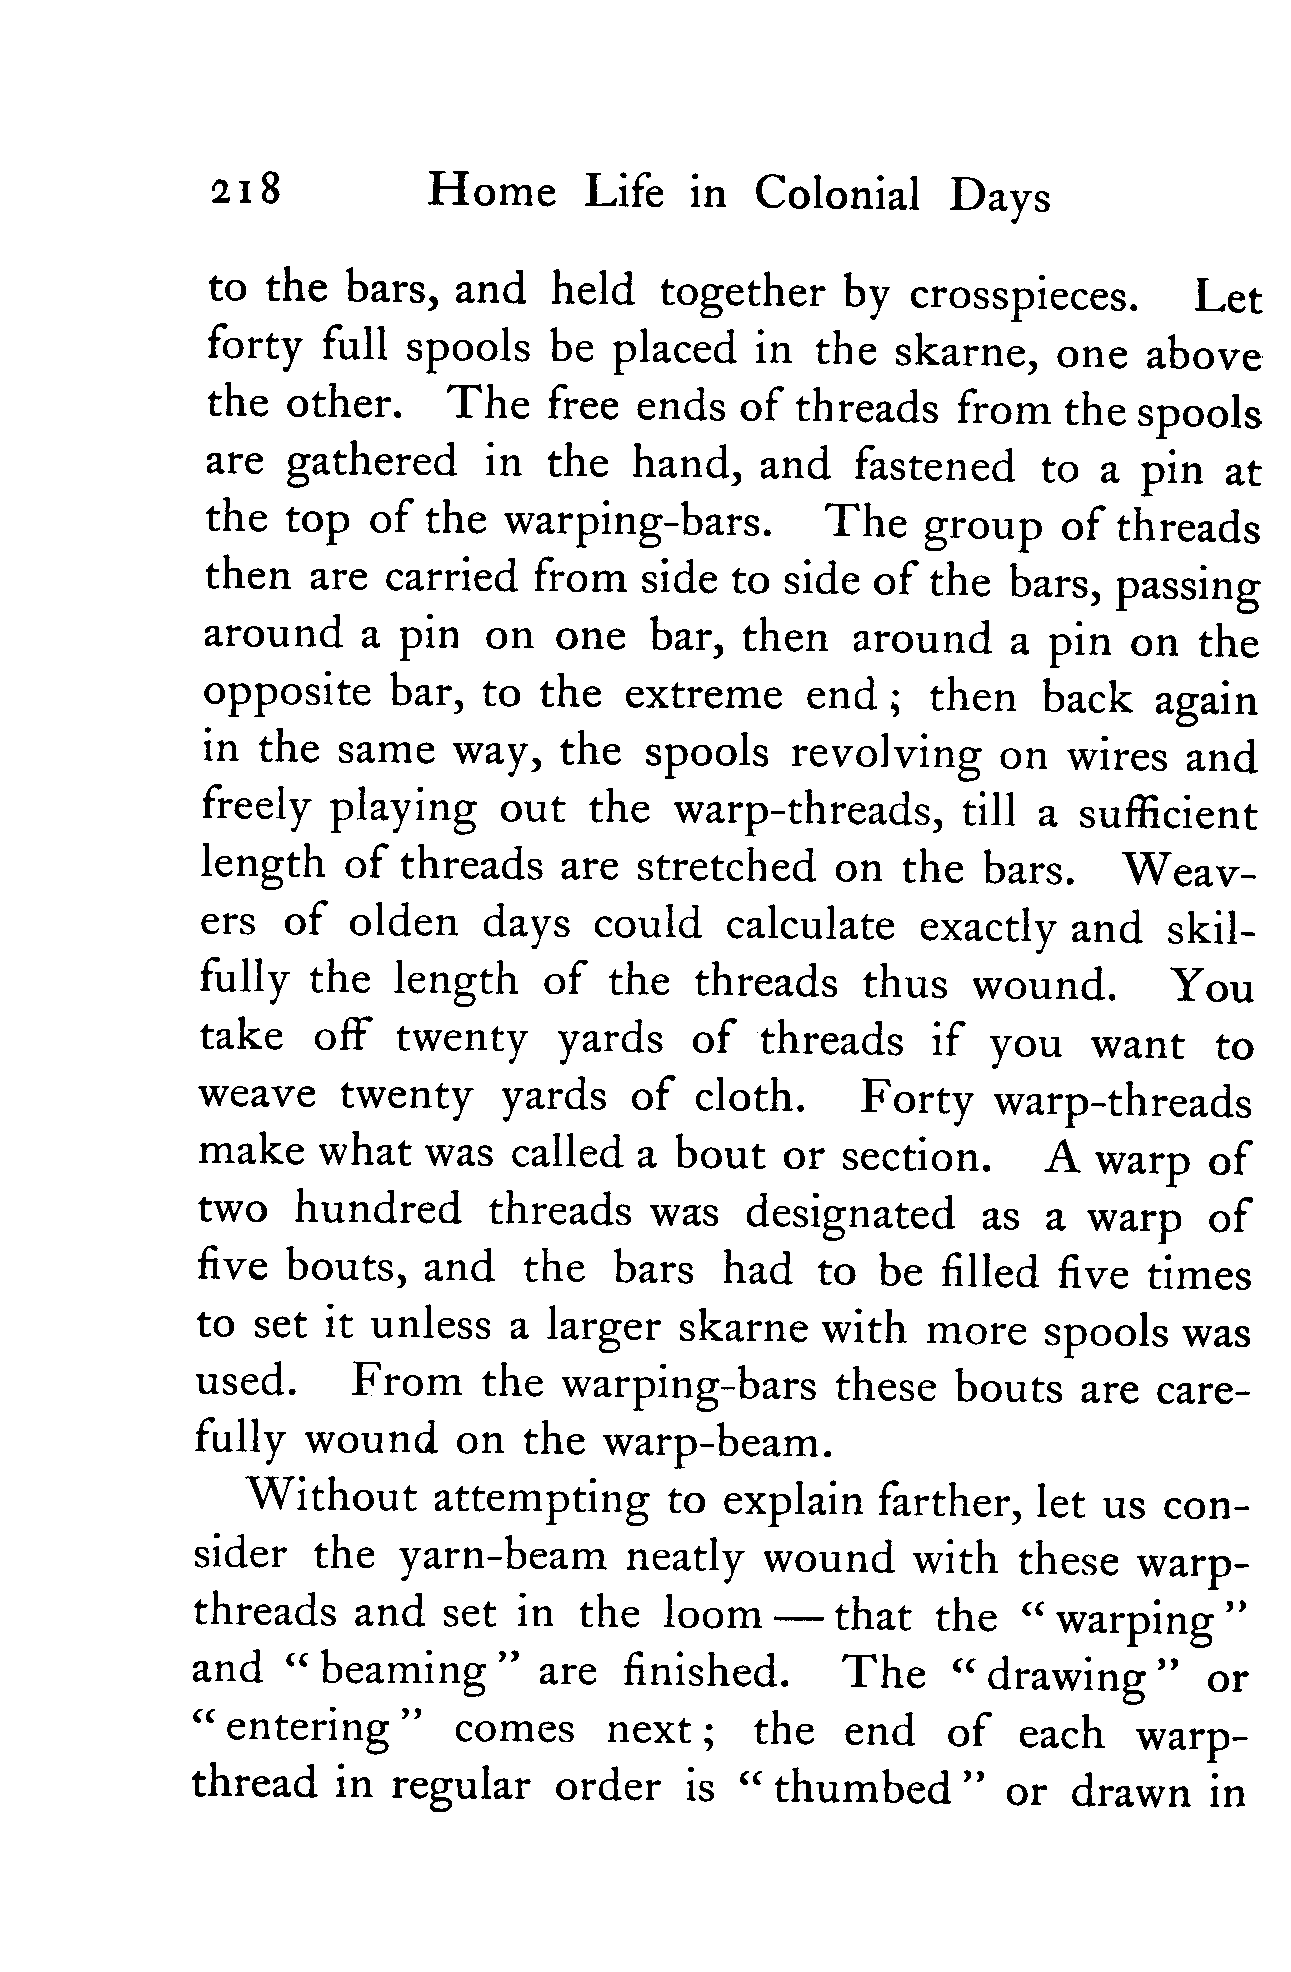 218 Home Life in Colonial Days
to the bars, and held together by crosspieces. Let
forty full spools be placed in the skarne, one above
the other. The free ends of threads from the spools
are gathered in the hand, and fastened to a pin at
the top of the warping-bars. The group of threads
then are carried from side to side of the bars, passing
around a pin on one bar, then around a pin on the
opposite bar, to the extreme end; then back again
in the same way, the spools revolving on wires and
freely playing out the warp-threads, till a sufficient
length of threads are stretched on the bars. Weav-
ers of olden days could calculate exactly and skil-
fully the length of the threads thus wound. You
take off twenty yards of threads if you want to
weave twenty yards of cloth. Forty warp-threads
make what was called a bout or section. A warp of
two hundred threads was designated as a warp of
five bouts, and the bars had to be filled five times
to set it unless a larger skarne with more spools was
used. From the warping-bars these bouts are care-
fully wound on the warp-beam.
Without attempting to explain farther, let us con-
sider the yarn-beam neatly wound with these warp-
threads and set in the loom — that the “warping”
and “beaming” are finished. The “drawing” or
“entering” comes next; the end of each warp-
thread in regular order is “thumbed” or drawn in